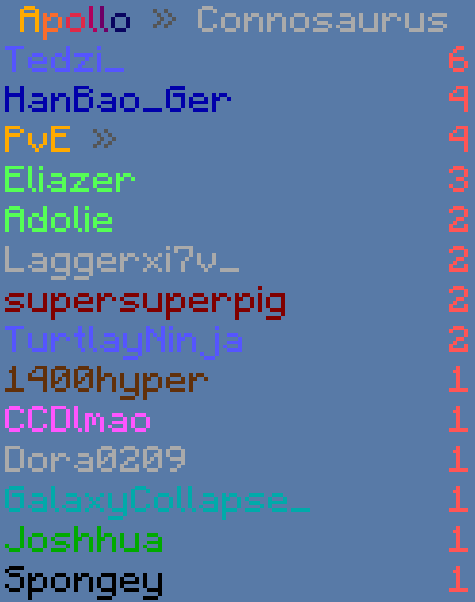 Apollo » Connosaurus
Tedzi_ 6
HanBao_Ger 4
PvE » 4
Eliazer 3
Adolie 2
Laggerxi7v_ 2
supersuperpig 2
TurtlayNinja 2
1400hyper 1
CCDlmao 1
Dora0209 1
GalaxyCollapse_ 1
Joshhua 1
Spongey 1